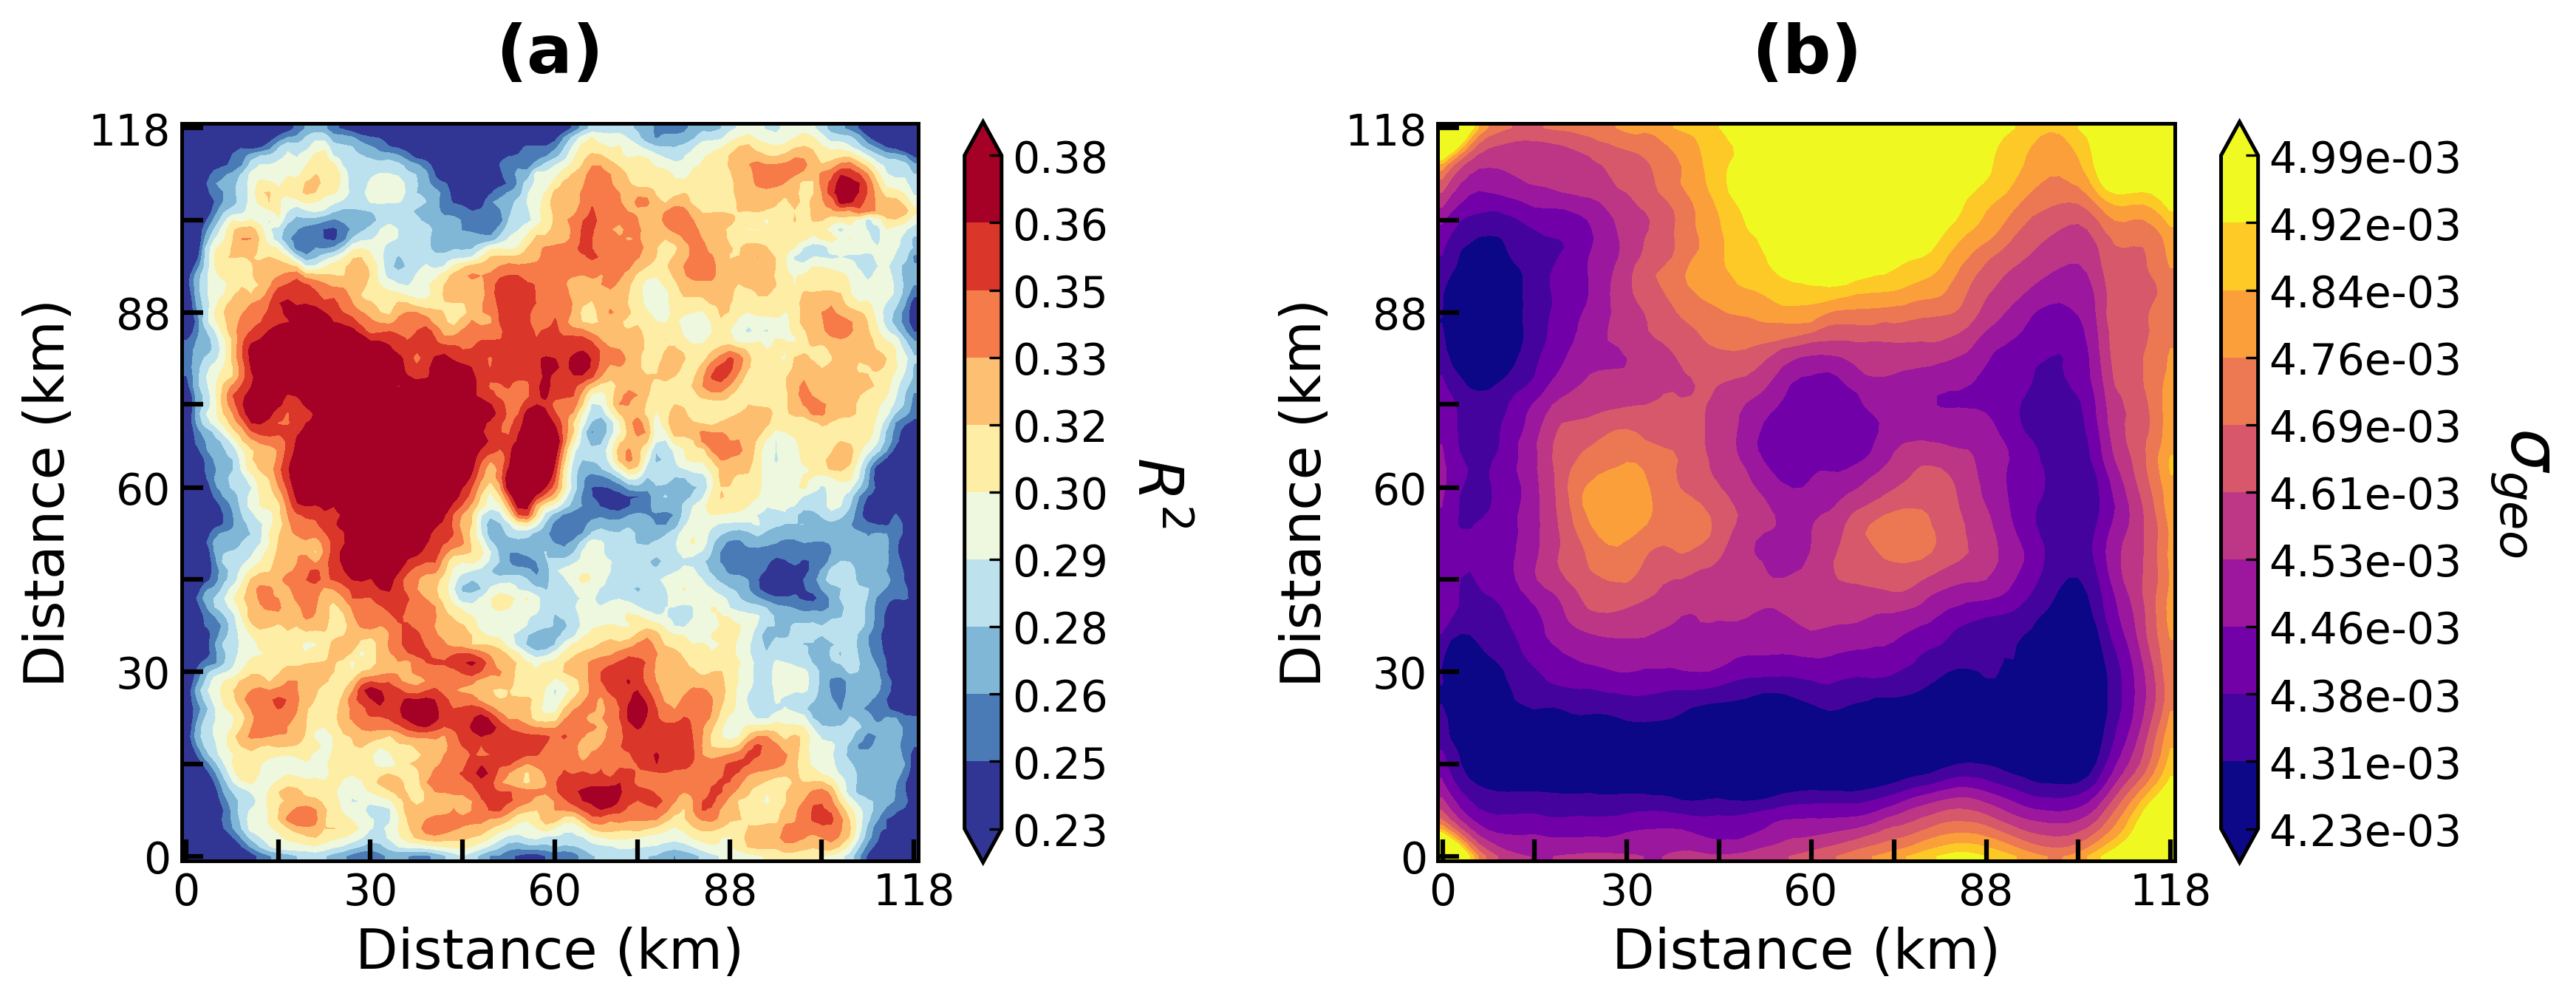 (a)
(b)
118
88
60
30
0
Distance (km)
0 30 60 88 118
Distance (km)
0.38
0.36
0.35
0.33
0.32
0.30
0.29
0.28
0.26
0.25
0.23
R²
118
88
60
30
0
Distance (km)
0 30 60 88 118
Distance (km)
4.99e-03
4.92e-03
4.84e-03
4.76e-03
4.69e-03
4.61e-03
4.53e-03
4.46e-03
4.38e-03
4.31e-03
4.23e-03
σgeo